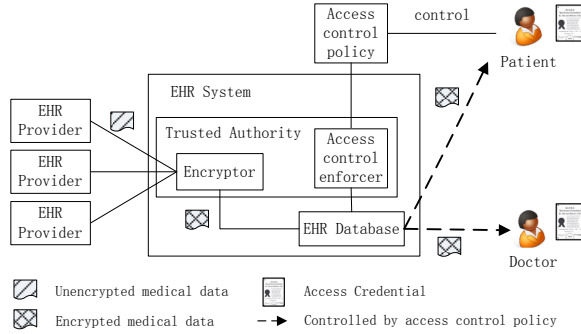 Access
control
policy
control
Patient
EHR System
EHR
Provider
Trusted Authority
Access
control
enforcer
EHR
Provider
Encryptor
EHR
Provider
EHR Database
Doctor
Unencrypted medical data
Access Credential
Encrypted medical data
Controlled by access control policy